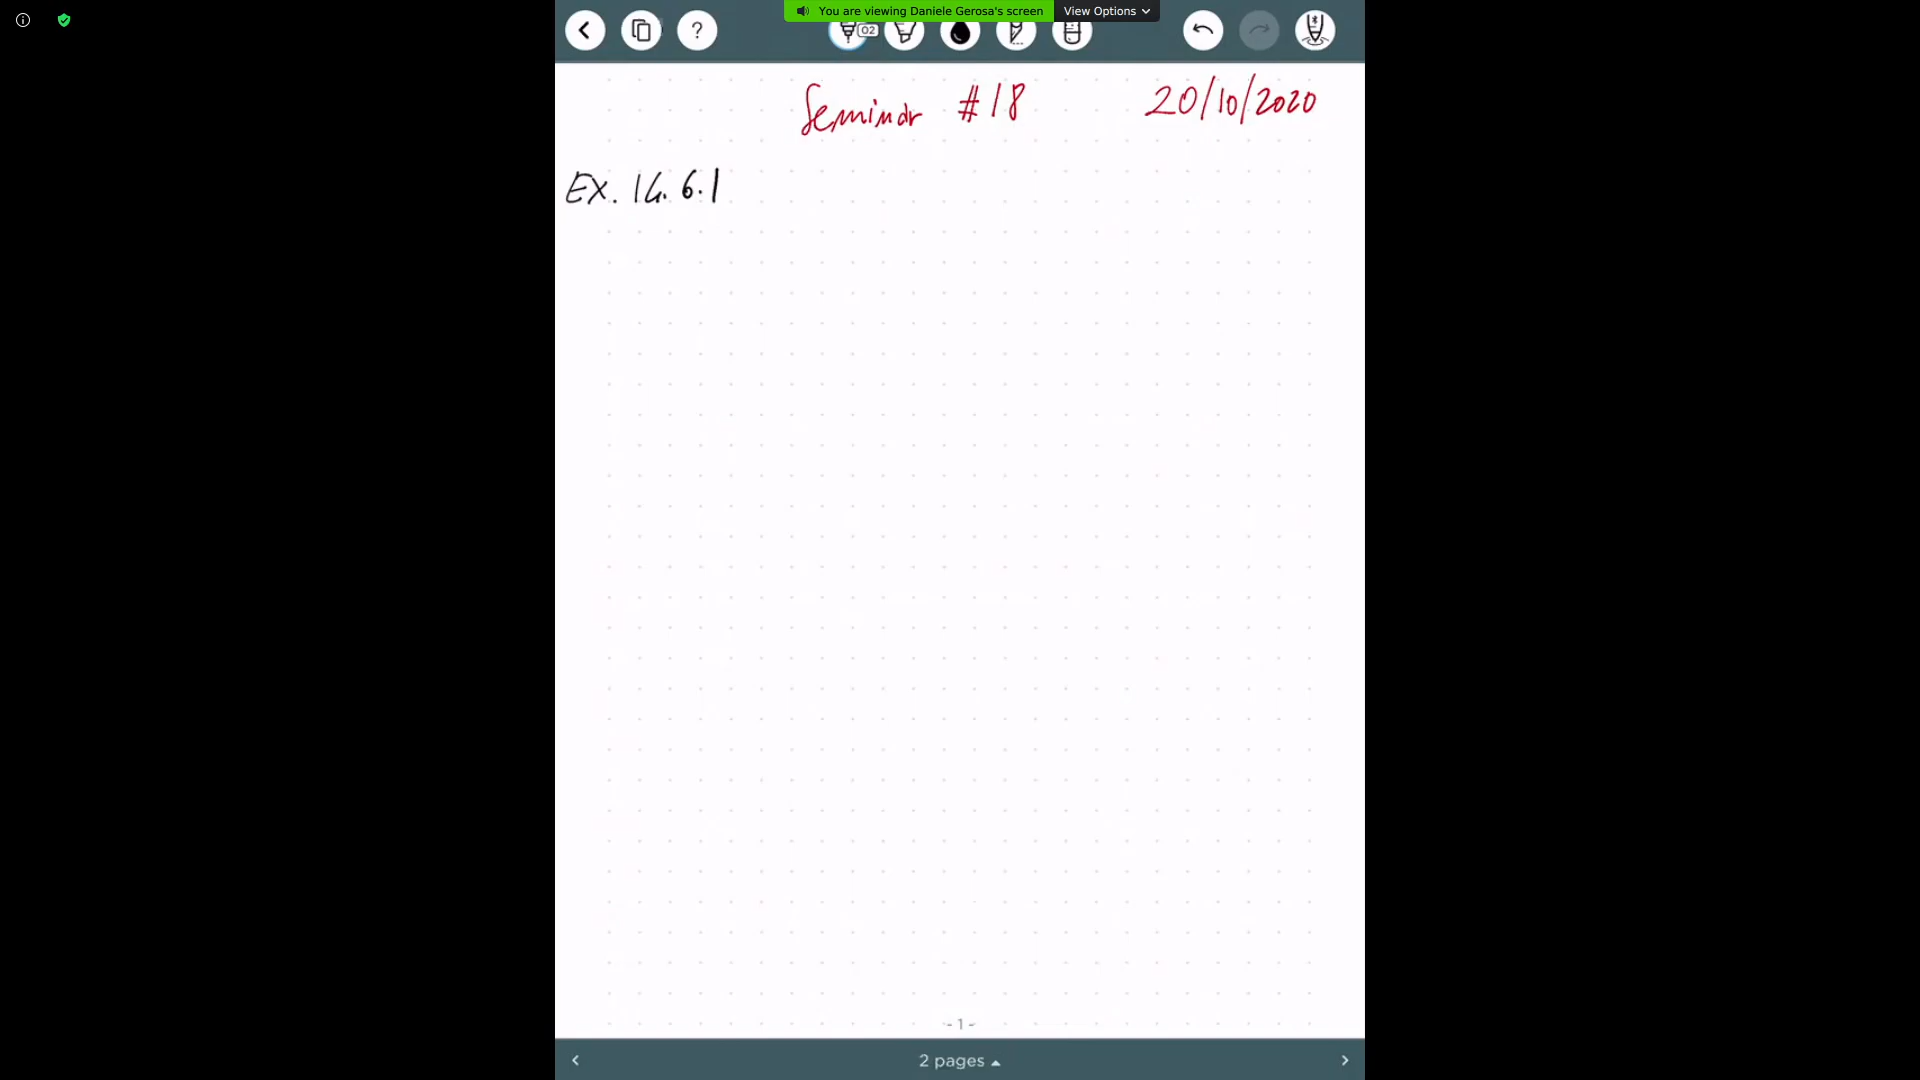 You are viewing Daniele Gerosa's screen View Options
? 02
Seminar #18 20/10/2020
EX. 14.6.1
- 1 -
2 pages